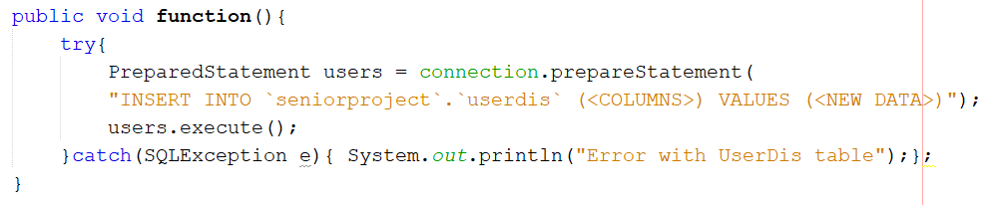 public void function(){
try{
PreparedStatement users = connection.prepareStatement(
"INSERT INTO `seniorproject`.`userdis` (<COLUMNS>) VALUES (<NEW DATA>)");
users.execute();
}catch(SQLException e){ System.out.println("Error with UserDis table");};
}